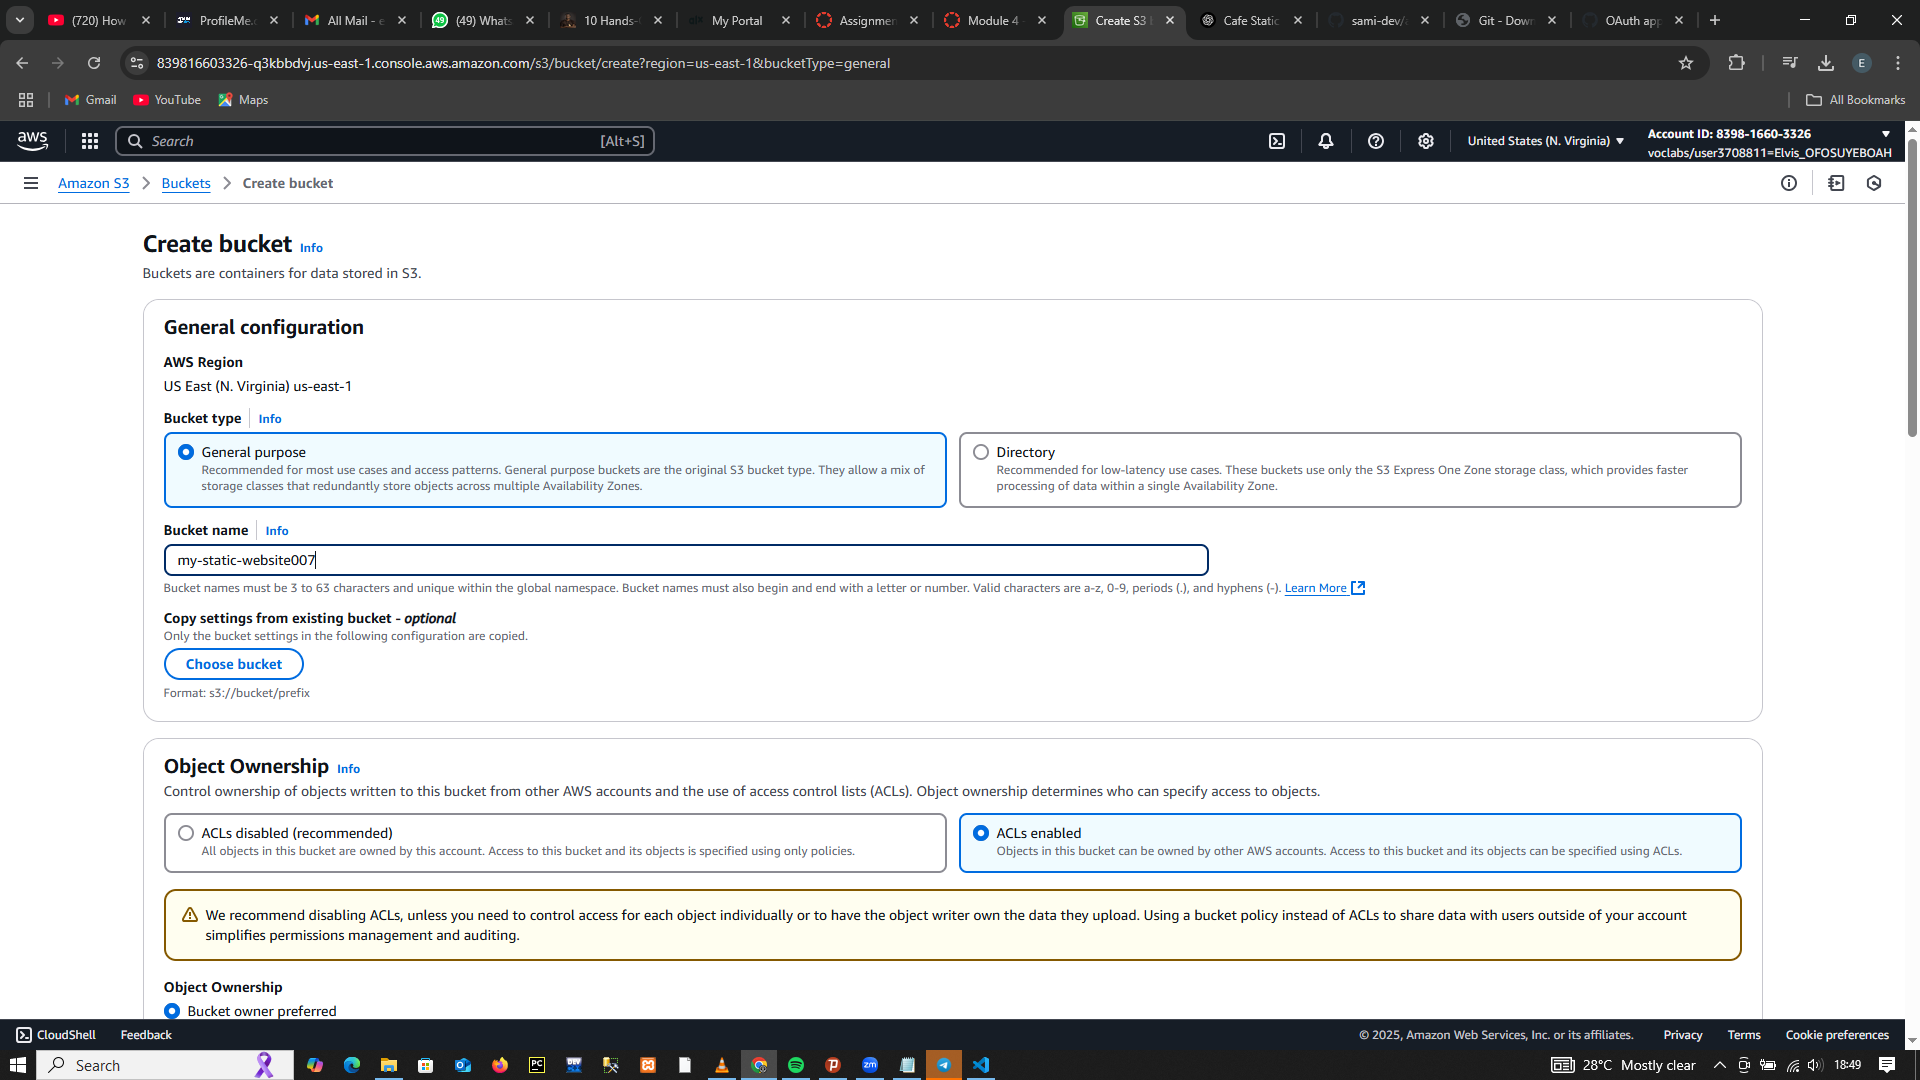 (720) How
ProfileMe.
All Mail - e
(49) Whats
10 Hands-
My Portal
Assignmen
Module 4 -
Create S3 b
Cafe Static
sami-dev/
Git - Down
OAuth app
839816603326-q3kbbdvj.us-east-1.console.aws.amazon.com/s3/bucket/create?region=us-east-1&bucketType=general
E
Gmail
YouTube
Maps
All Bookmarks
aws
Search
[Alt+S]
United States (N. Virginia)
Account ID: 8398-1660-3326
voclabs/user3708811=Elvis_OFOSUYEBOAH
Amazon S3
Buckets
Create bucket
Create bucket Info
Buckets are containers for data stored in S3.
General configuration
AWS Region
US East (N. Virginia) us-east-1
Bucket type Info
General purpose
Recommended for most use cases and access patterns. General purpose buckets are the original S3 bucket type. They allow a mix of
storage classes that redundantly store objects across multiple Availability Zones.
Directory
Recommended for low-latency use cases. These buckets use only the S3 Express One Zone storage class, which provides faster
processing of data within a single Availability Zone.
Bucket name Info
my-static-website007
Bucket names must be 3 to 63 characters and unique within the global namespace. Bucket names must also begin and end with a letter or number. Valid characters are a-z, 0-9, periods (.), and hyphens (-). Learn More
Copy settings from existing bucket - optional
Only the bucket settings in the following configuration are copied.
Choose bucket
Format: s3://bucket/prefix
Object Ownership Info
Control ownership of objects written to this bucket from other AWS accounts and the use of access control lists (ACLs). Object ownership determines who can specify access to objects.
ACLs disabled (recommended)
All objects in this bucket are owned by this account. Access to this bucket and its objects is specified using only policies.
ACLs enabled
Objects in this bucket can be owned by other AWS accounts. Access to this bucket and its objects can be specified using ACLs.
We recommend disabling ACLs, unless you need to control access for each object individually or to have the object writer own the data they upload. Using a bucket policy instead of ACLs to share data with users outside of your account
simplifies permissions management and auditing.
Object Ownership
Bucket owner preferred
CloudShell
Feedback
© 2025, Amazon Web Services, Inc. or its affiliates.
Privacy
Terms
Cookie preferences
Search
28°C Mostly clear
18:49